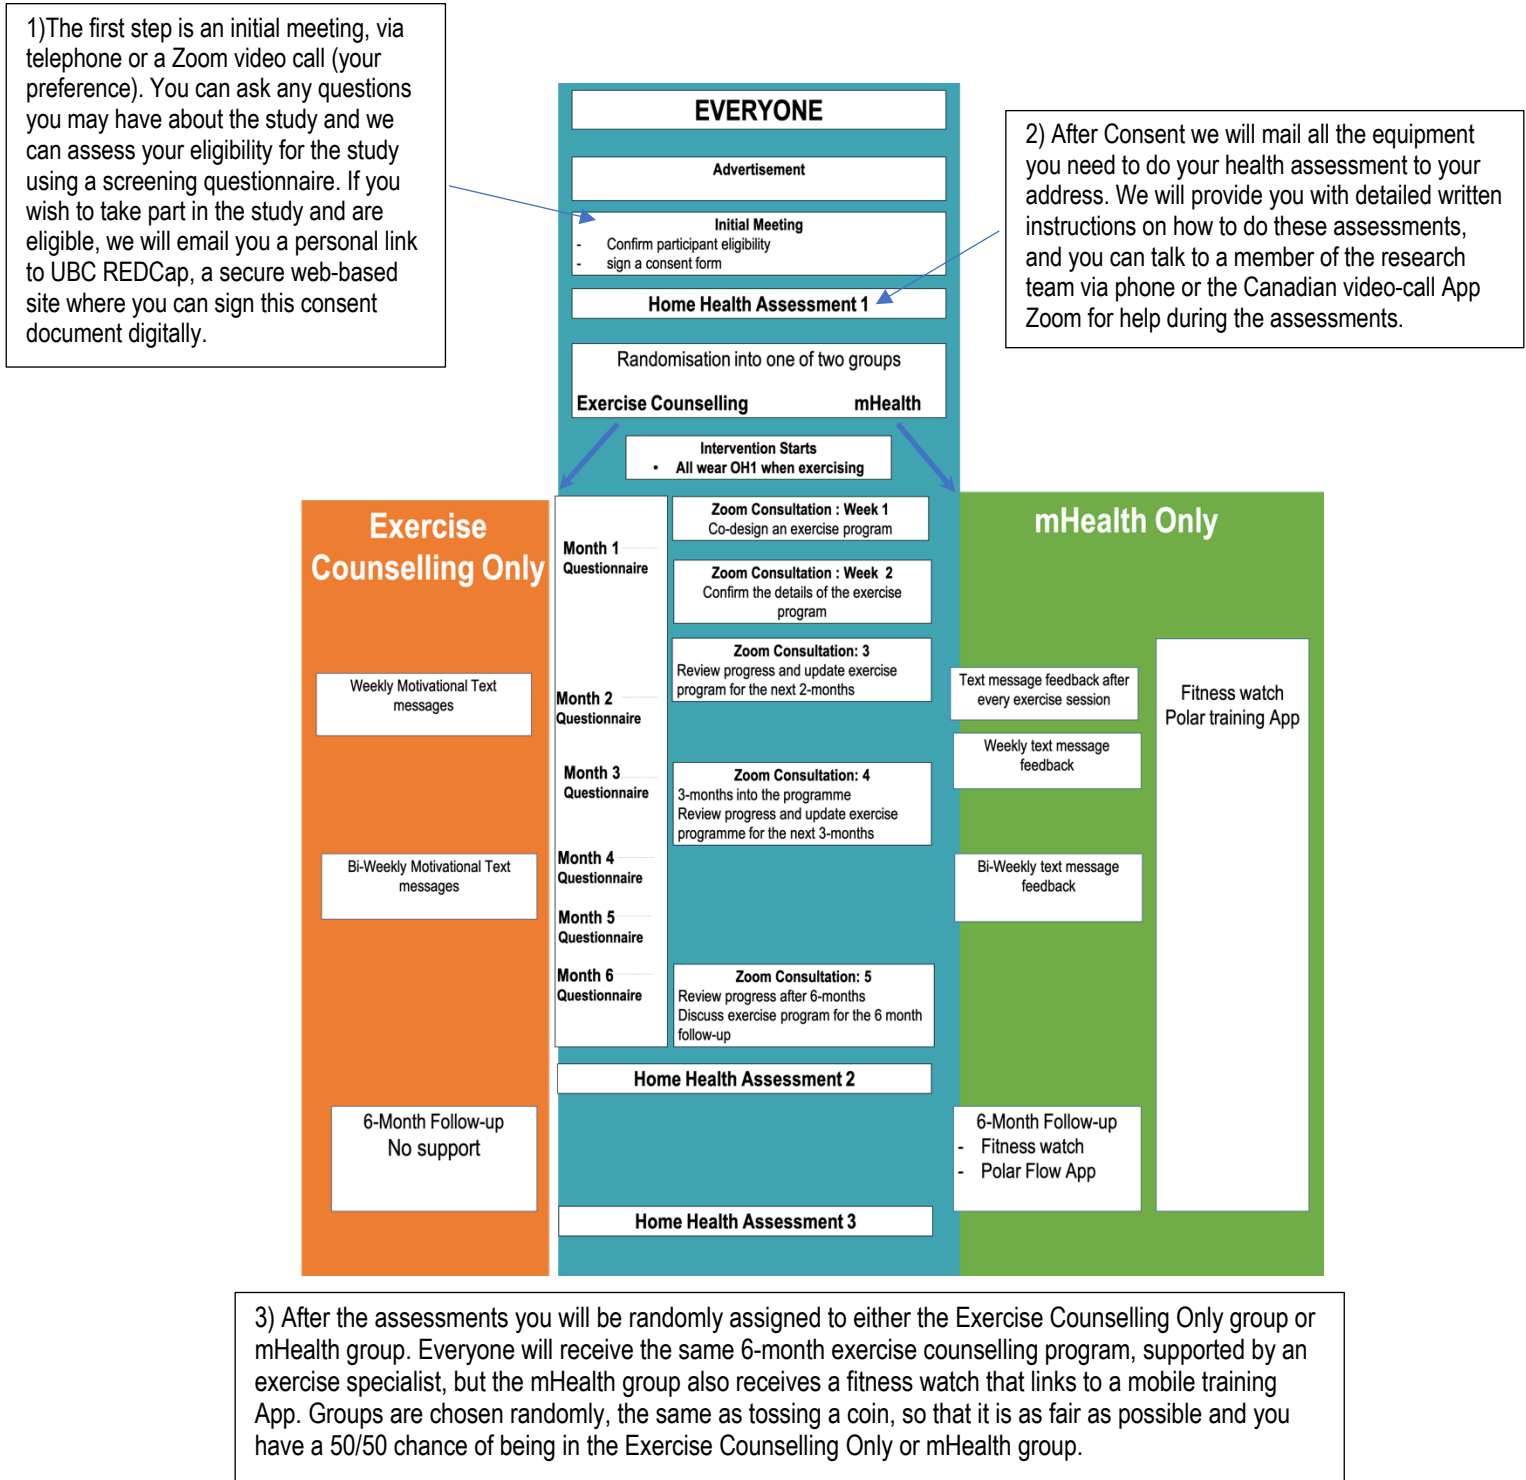 1)The first step is an initial meeting, via
telephone or a Zoom video call (your
preference). You can ask any questions
you may have about the study and we
can assess your eligibility for the study
using a screening questionnaire. If you
wish to take part in the study and are
eligible, we will email you a personal link
to UBC REDCap, a secure web-based
site where you can sign this consent
document digitally.
EVERYONE
Advertisement
Initial Meeting
- Confirm participant eligibility
- sign a consent form
Home Health Assessment 1
2) After Consent we will mail all the equipment
you need to do your health assessment to your
address. We will provide you with detailed written
instructions on how to do these assessments,
and you can talk to a member of the research
team via phone or the Canadian video-call App
Zoom for help during the assessments.
Randomisation into one of two groups
Exercise Counselling mHealth
Intervention Starts
• All wear OH1 when exercising
Exercise
Counselling Only
Weekly Motivational Text
messages
Bi-Weekly Motivational Text
messages
6-Month Follow-up
No support
Month 1
Questionnaire
Month 2
Questionnaire
Month 3
Questionnaire
Month 4
Questionnaire
Month 5
Questionnaire
Month 6
Questionnaire
Zoom Consultation : Week 1
Co-design an exercise program
Zoom Consultation : Week 2
Confirm the details of the exercise
program
Zoom Consultation: 3
Review progress and update exercise
program for the next 2-months
Zoom Consultation: 4
3-months into the programme
Review progress and update exercise
programme for the next 3-months
Zoom Consultation: 5
Review progress after 6-months
Discuss exercise program for the 6 month
follow-up
Home Health Assessment 2
Home Health Assessment 3
mHealth Only
Text message feedback after
every exercise session
Weekly text message
feedback
Bi-Weekly text message
feedback
6-Month Follow-up
- Fitness watch
- Polar Flow App
Fitness watch
Polar training App
3) After the assessments you will be randomly assigned to either the Exercise Counselling Only group or
mHealth group. Everyone will receive the same 6-month exercise counselling program, supported by an
exercise specialist, but the mHealth group also receives a fitness watch that links to a mobile training
App. Groups are chosen randomly, the same as tossing a coin, so that it is as fair as possible and you
have a 50/50 chance of being in the Exercise Counselling Only or mHealth group.